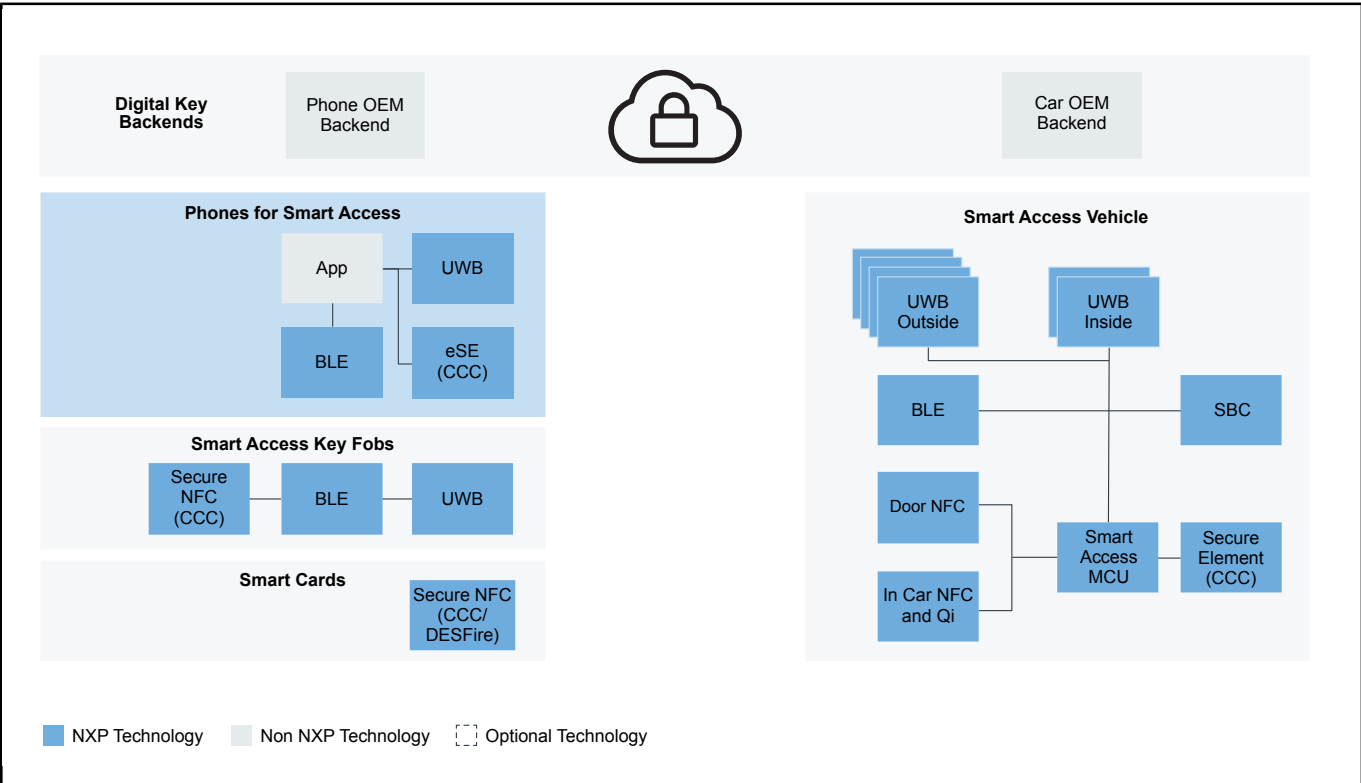 Digital Key
Backends
Phone OEM
Backend
Car OEM
Backend
Phones for Smart Access
App
UWB
BLE
eSE
(CCC)
Smart Access Key Fobs
Secure
NFC
(CCC)
BLE
UWB
Smart Cards
Secure NFC
(CCC/
DESFire)
Smart Access Vehicle
UWB
Outside
UWB
Inside
BLE
SBC
Door NFC
In Car NFC
and Qi
Smart
Access
MCU
Secure
Element
(CCC)
NXP Technology
Non NXP Technology
Optional Technology